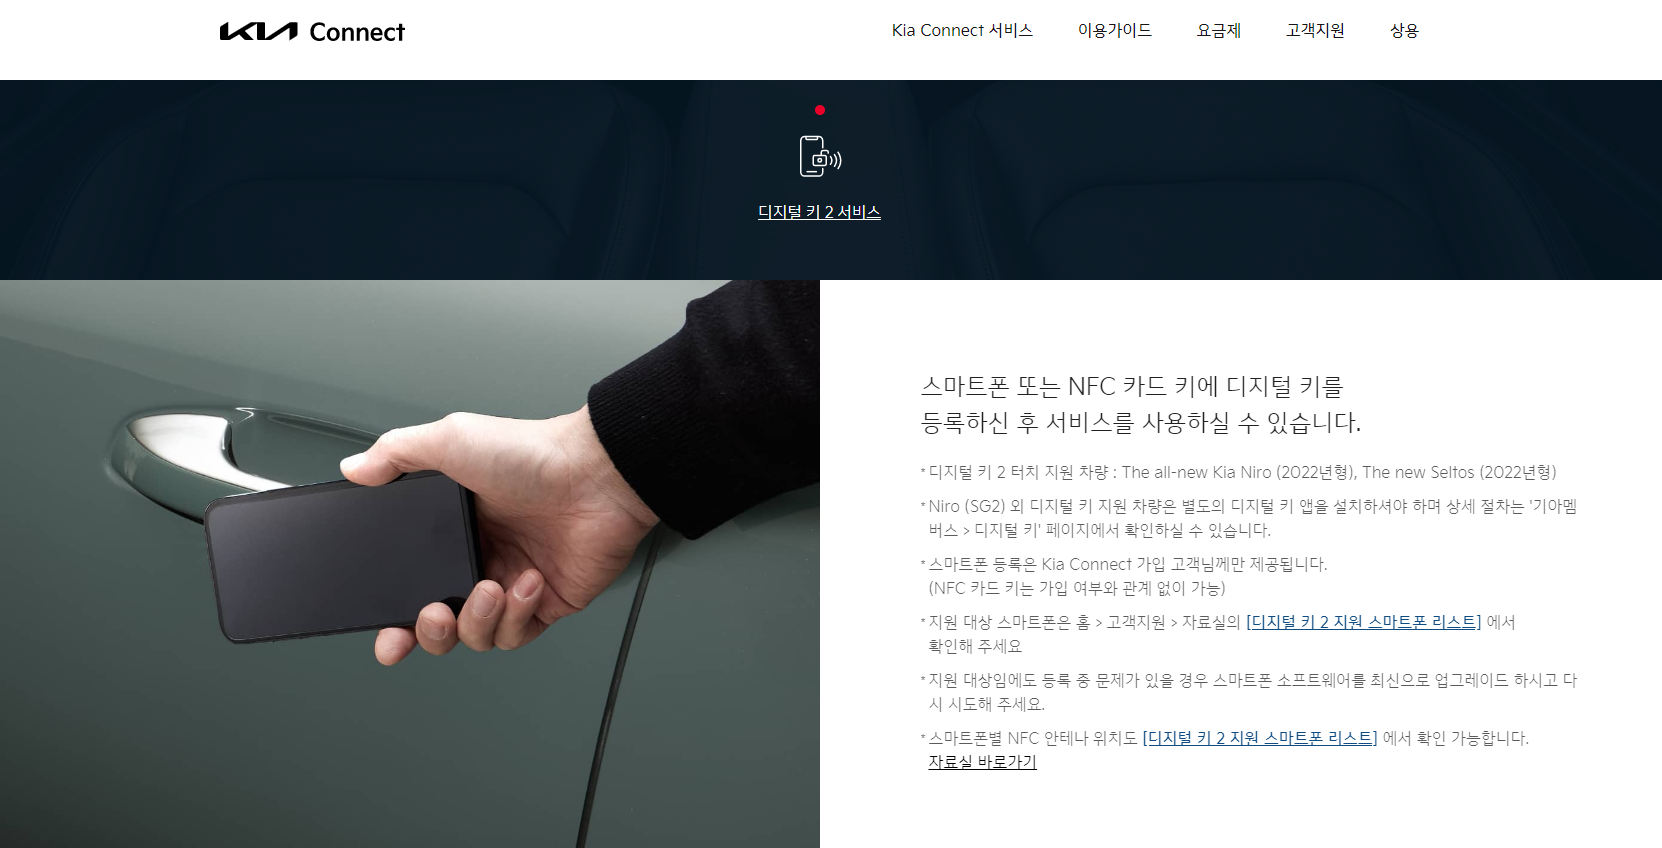 KIA Connect
Kia Connect 서비스
이용가이드
요금제
고객지원
상용
디지털 키 2 서비스
스마트폰 또는 NFC 카드 키에 디지털 키를
등록하신 후 서비스를 사용하실 수 있습니다.
* 디지털 키 2 터치 지원 차량 : The all-new Kia Niro (2022년형), The new Seltos (2022년형)
* Niro (SG2) 외 디지털 키 지원 차량은 별도의 디지털 키 앱을 설치하셔야 하며 상세 절차는 '기아멤
버스 > 디지털 키' 페이지에서 확인하실 수 있습니다.
* 스마트폰 등록은 Kia Connect 가입 고객님께만 제공됩니다.
(NFC 카드 키는 가입 여부와 관계 없이 가능)
* 지원 대상 스마트폰은 홈 > 고객지원 > 자료실의 [디지털 키 2 지원 스마트폰 리스트] 에서
확인해 주세요
* 지원 대상임에도 등록 중 문제가 있을 경우 스마트폰 소프트웨어를 최신으로 업그레이드 하시고 다
시 시도해 주세요.
* 스마트폰별 NFC 안테나 위치도 [디지털 키 2 지원 스마트폰 리스트] 에서 확인 가능합니다.
자료실 바로가기